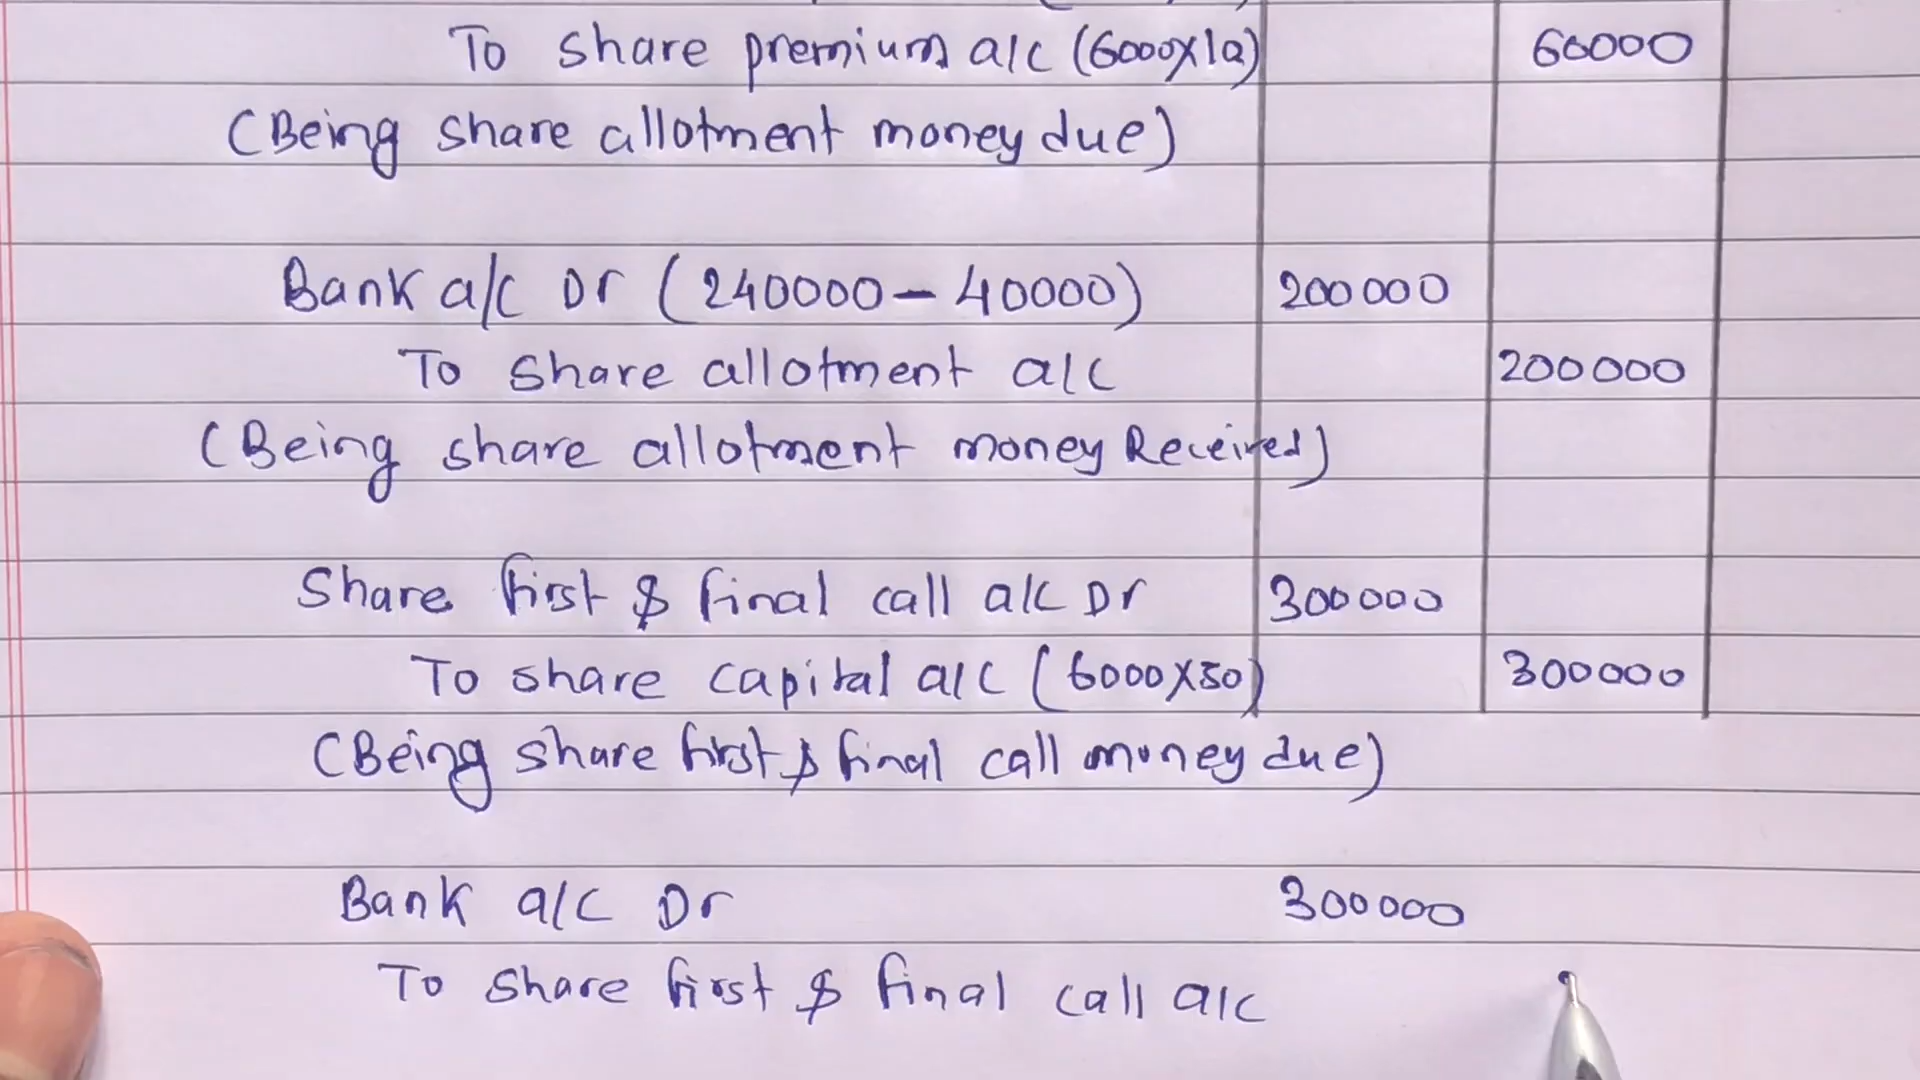 To share premium a/c (6000X10) 60000
(Being share allotment money due)
Bank a/c Dr (240000 - 40000) 200000
To share allotment a/c 200000
(Being share allotment money Received)
Share first & final call a/c Dr 300000
To share capital a/c (6000X50) 300000
(Being share first & final call money due)
Bank a/c Dr 300000
To share first & final call a/c